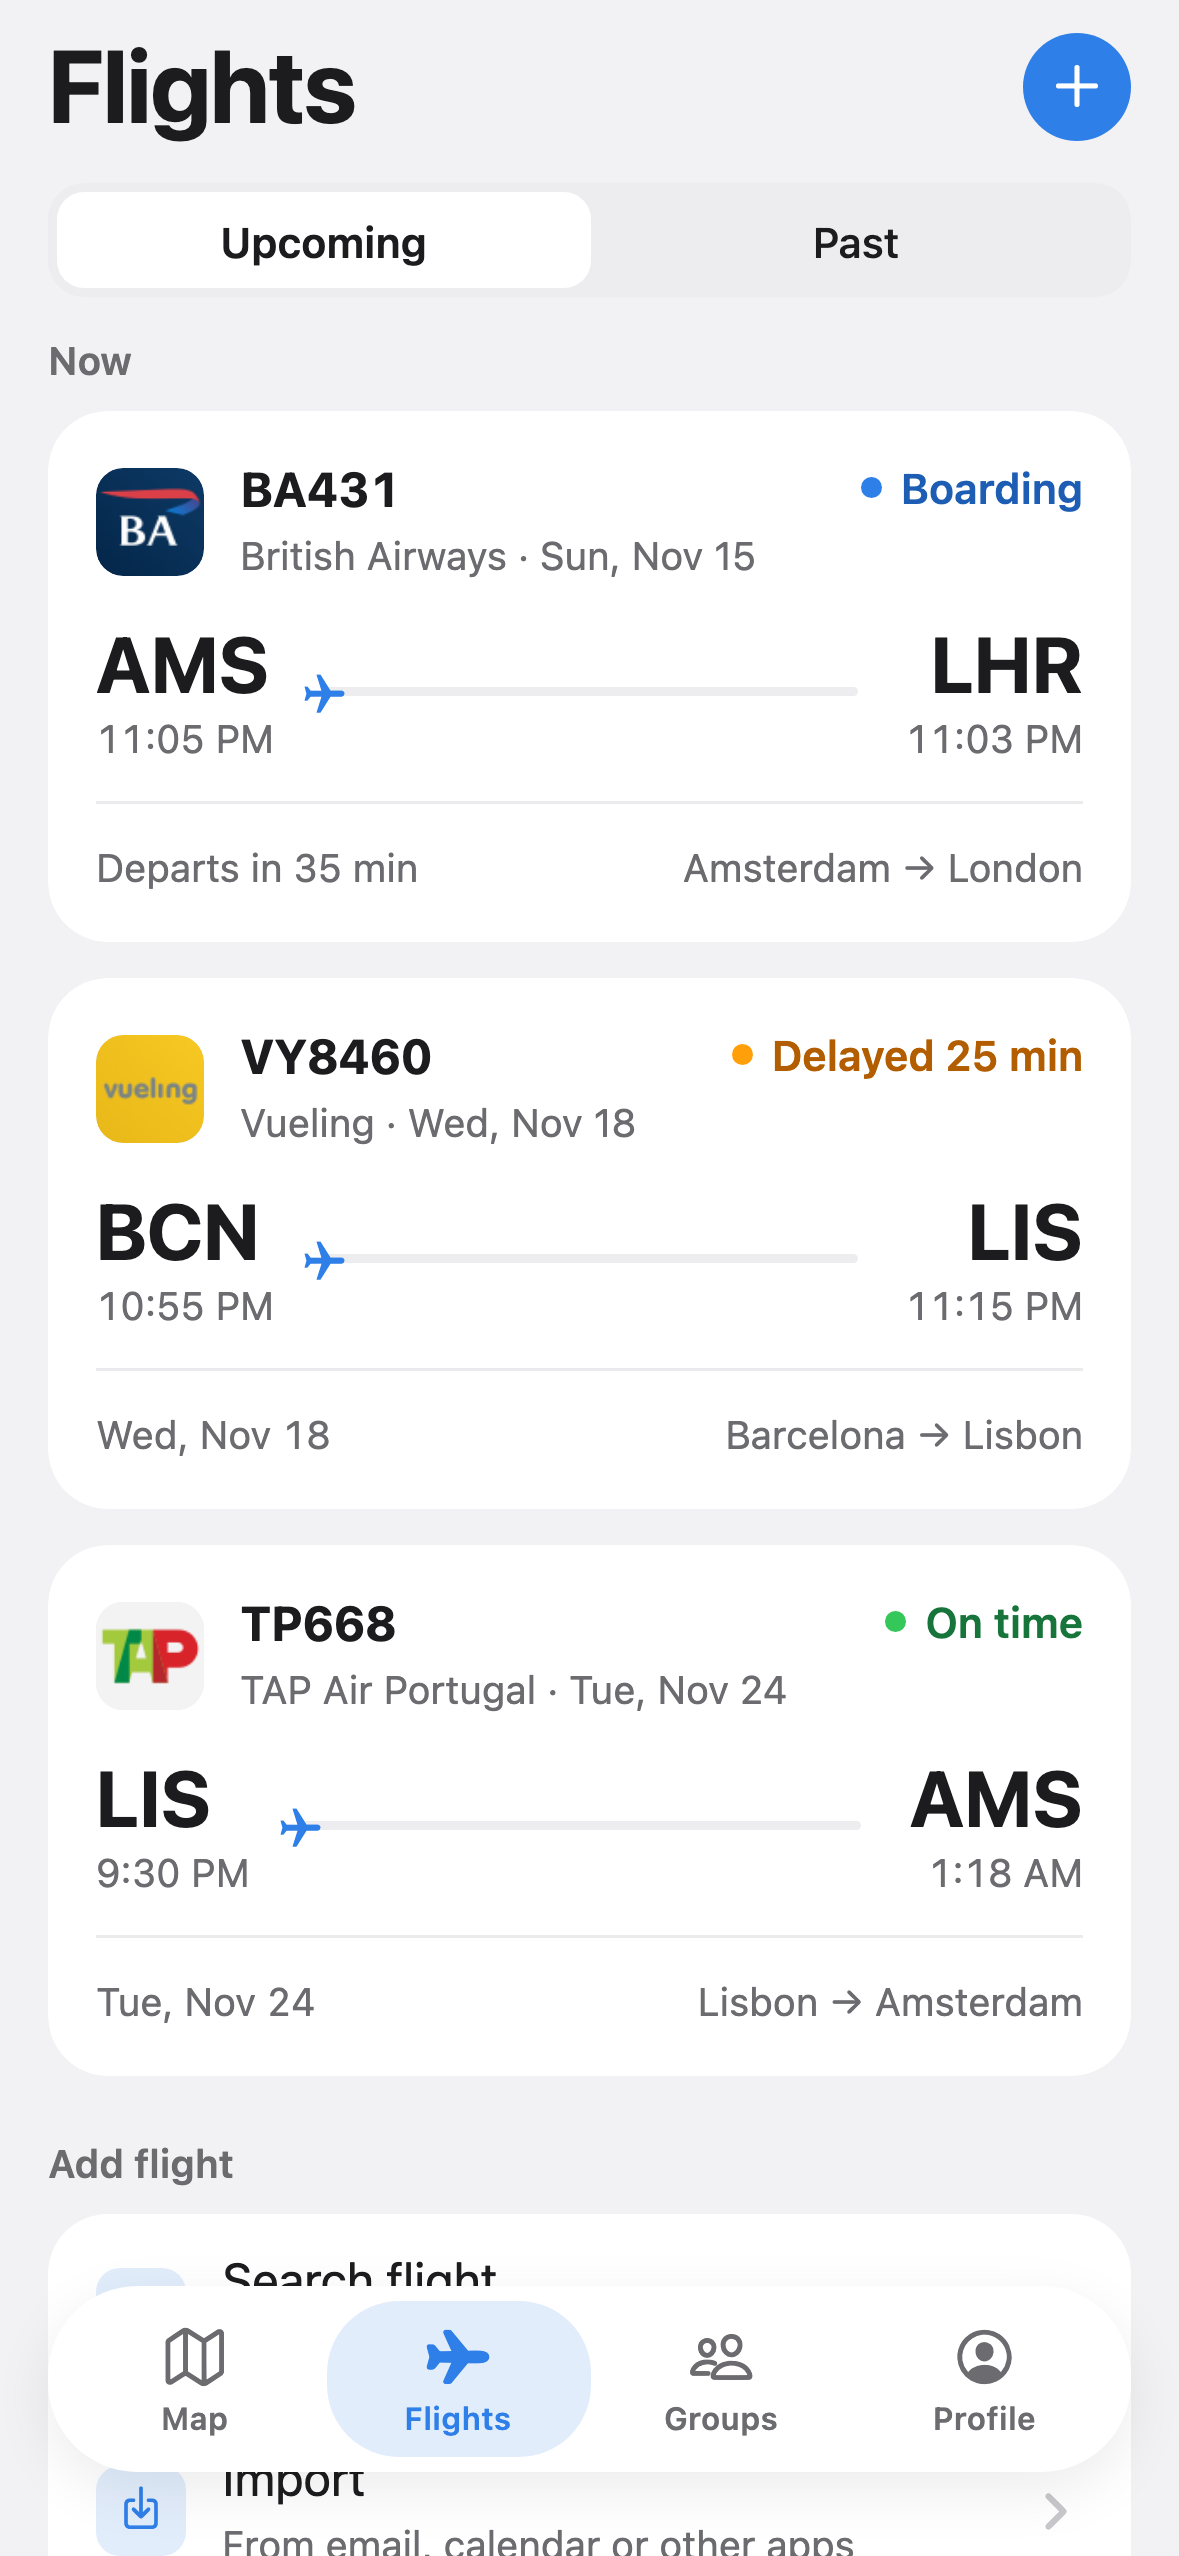 Flights
Upcoming
Past
Now
BA
BA431
Boarding
British Airways · Sun, Nov 15
AMS
LHR
11:05 PM
11:03 PM
Departs in 35 min
Amsterdam → London
vueling
VY8460
Delayed 25 min
Vueling · Wed, Nov 18
BCN
LIS
10:55 PM
11:15 PM
Wed, Nov 18
Barcelona → Lisbon
TAP
TP668
On time
TAP Air Portugal · Tue, Nov 24
LIS
AMS
9:30 PM
1:18 AM
Tue, Nov 24
Lisbon → Amsterdam
Add flight
Search flight
Map
Flights
Groups
Profile
Import
From email, calendar or other apps